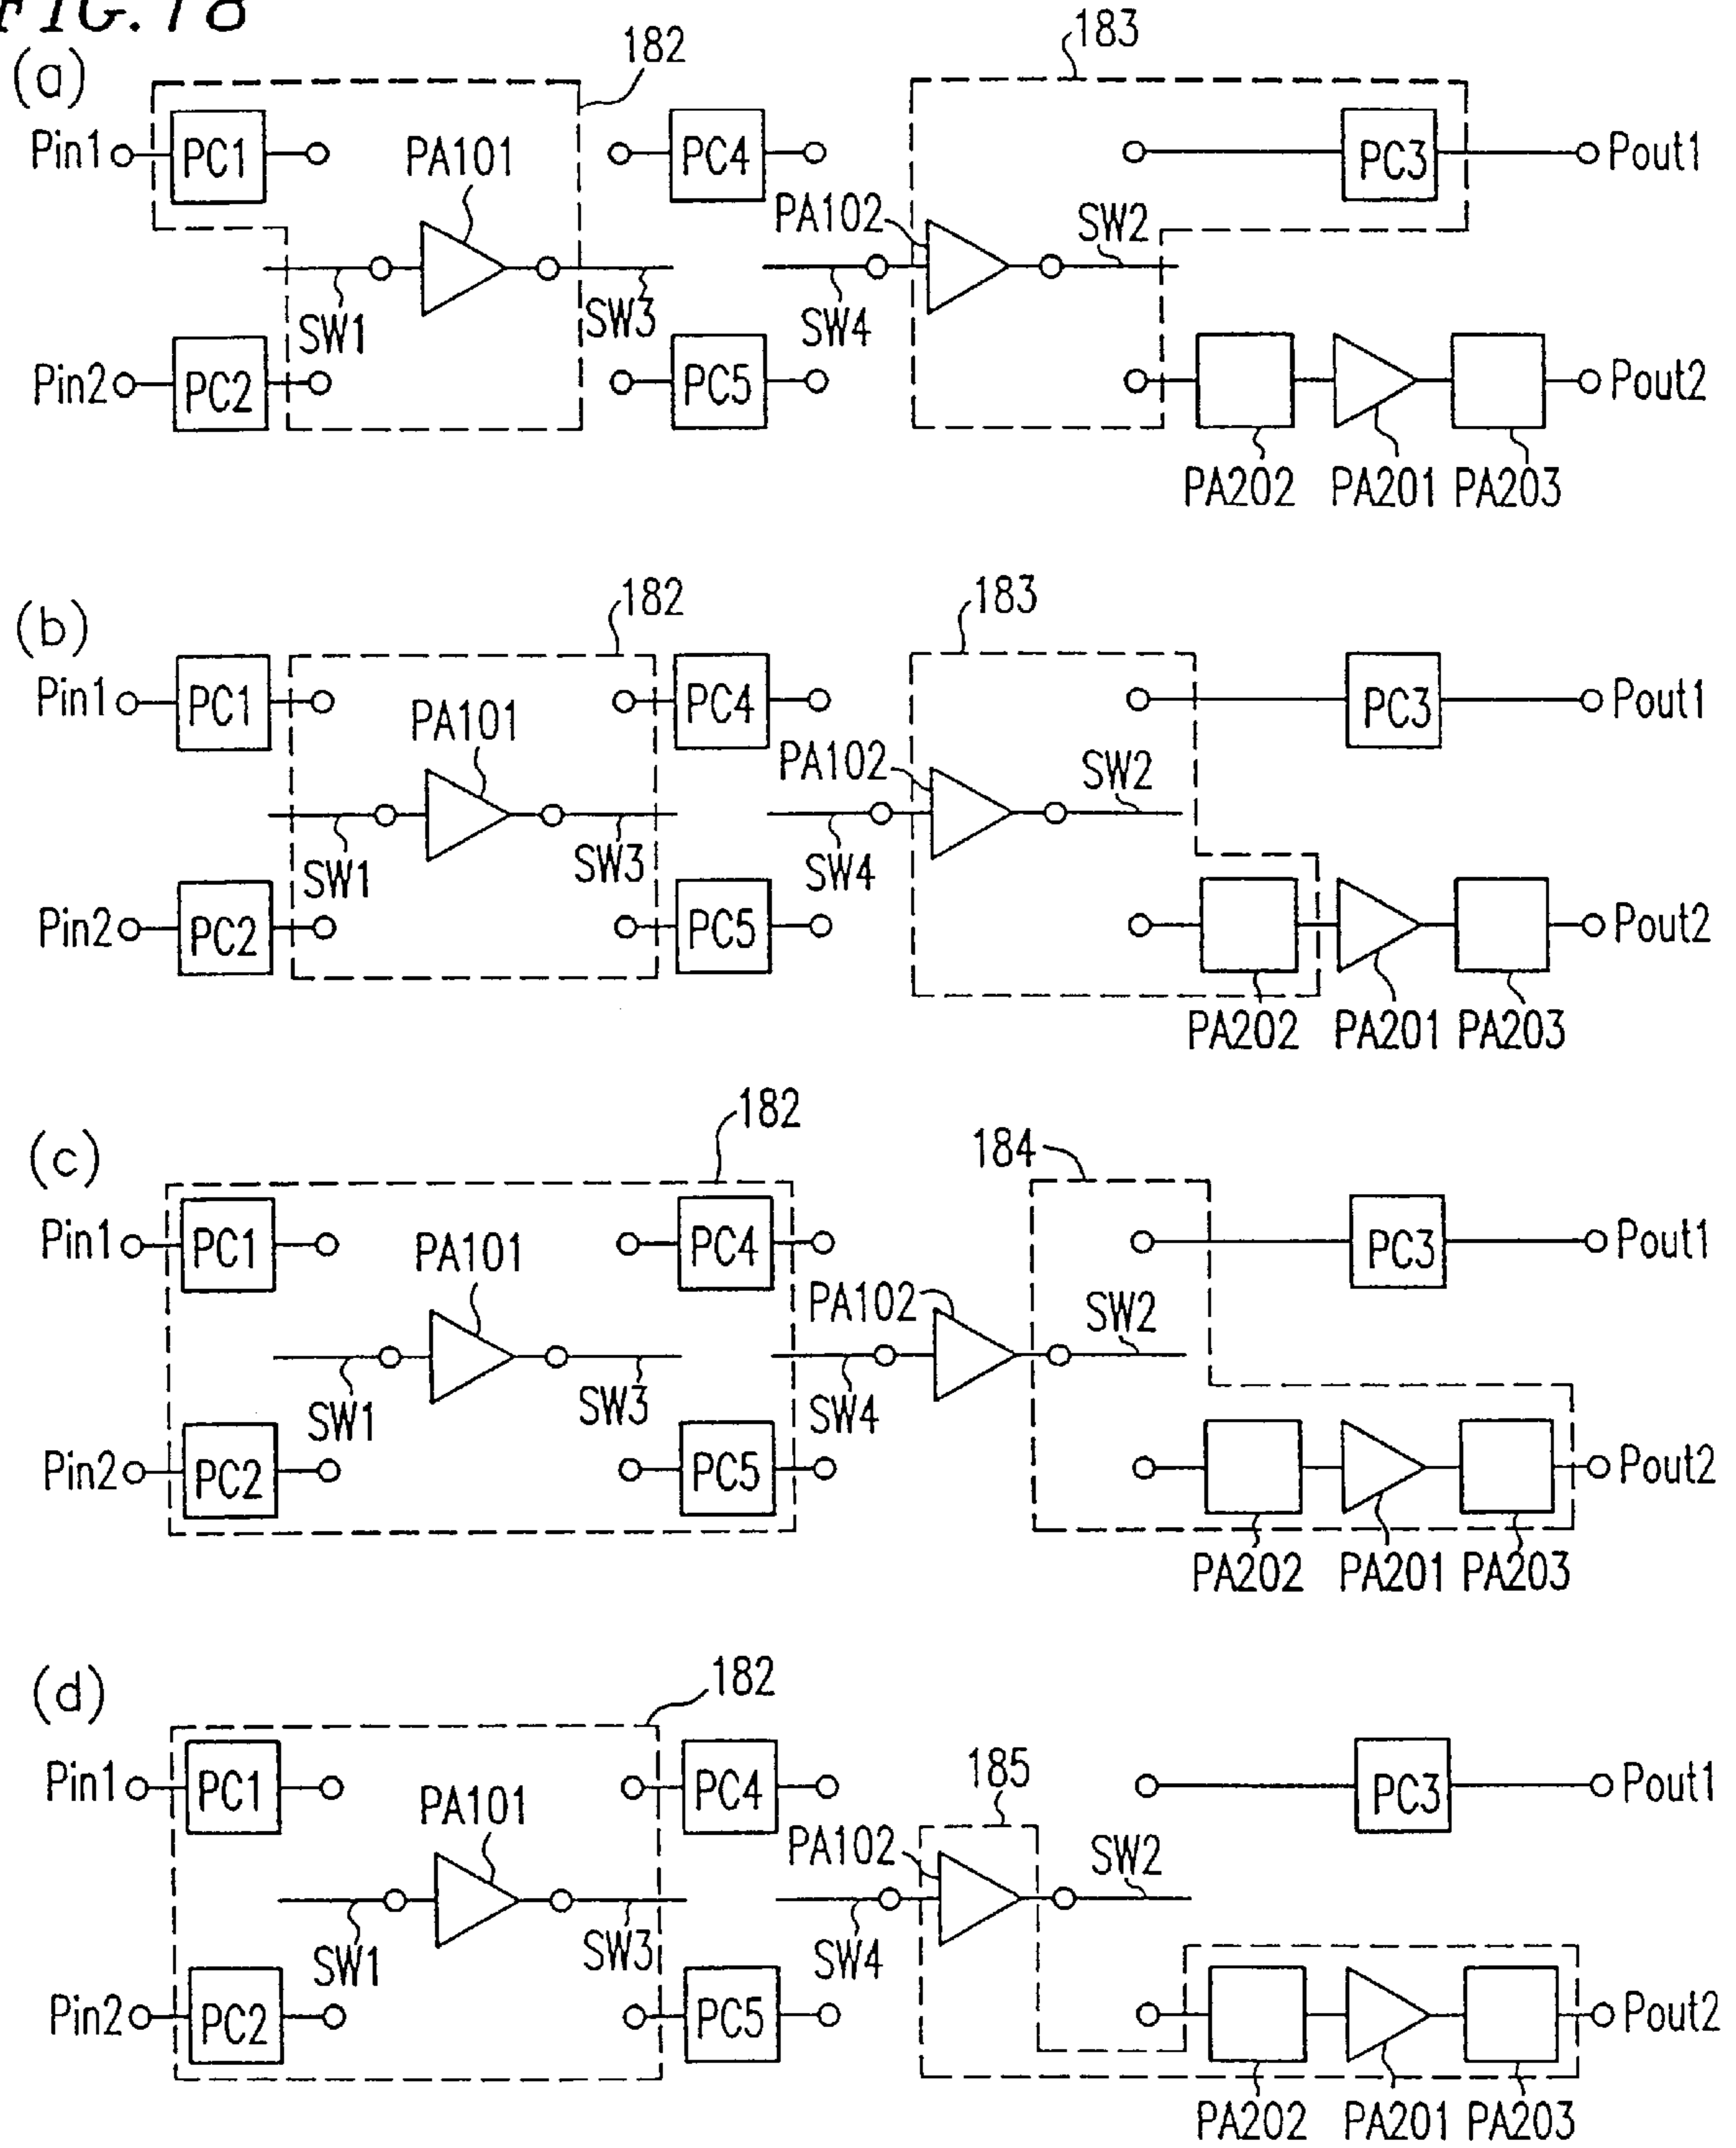 FIG. 78
(a)
182
183
Pin1
PC1
PA101
PC4
PC3
Pout1
PA102
SW2
SW1
SW3
SW4
Pin2
PC2
PC5
Pout2
PA202
PA201
PA203
(b)
182
183
Pin1
PC1
PA101
PC4
PC3
Pout1
PA102
SW2
SW1
SW3
SW4
Pin2
PC2
PC5
Pout2
PA202
PA201
PA203
(c)
182
184
Pin1
PC1
PA101
PC4
PC3
Pout1
PA102
SW2
SW1
SW3
SW4
Pin2
PC2
PC5
Pout2
PA202
PA201
PA203
(d)
182
185
Pin1
PC1
PA101
PC4
PC3
Pout1
PA102
SW2
SW1
SW3
SW4
Pin2
PC2
PC5
Pout2
PA202
PA201
PA203